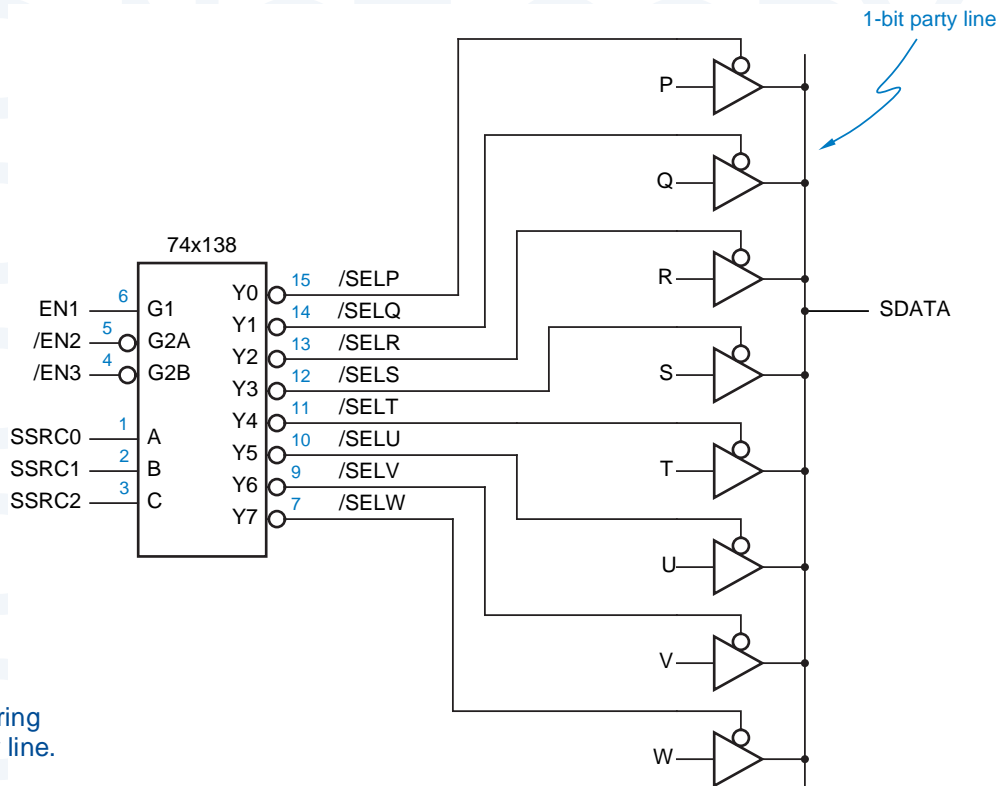 1-bit party line
P
Q
74x138
R
15 /SELP
Y0
EN1 6 G1
14 /SELQ
Y1
SDATA
5
/EN2 G2A
13 /SELR
Y2
4
/EN3 G2B
12 /SELS
Y3
S
11 /SELT
Y4
SSRC0 1 A
10 /SELU
Y5
SSRC1 2 B
T
9 /SELV
Y6
SSRC2 3 C
7 /SELW
Y7
U
V
ring
line.
W